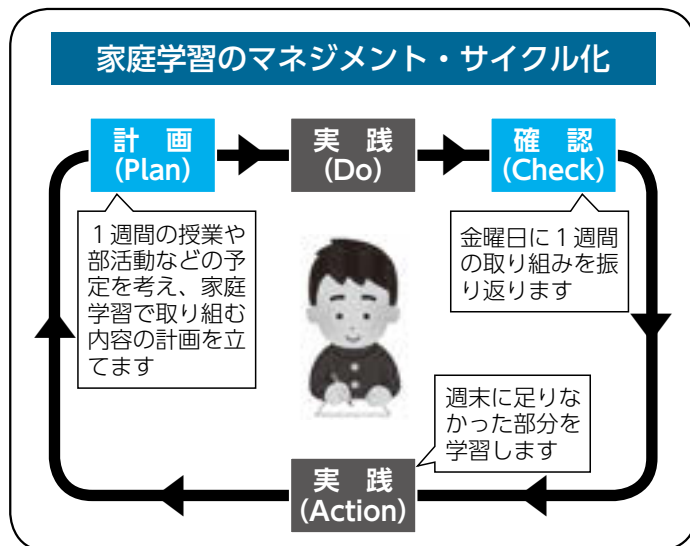 家庭学習のマネジメント・サイクル化
計 画
(Plan)
実 践
(Do)
確 認
(Check)
1週間の授業や
部活動などの予
定を考え、家庭
学習で取り組む
内容の計画を立
てます
金曜日に1週間
の取り組みを振
り返ります
週末に足りな
かった部分を
学習します
実 践
(Action)